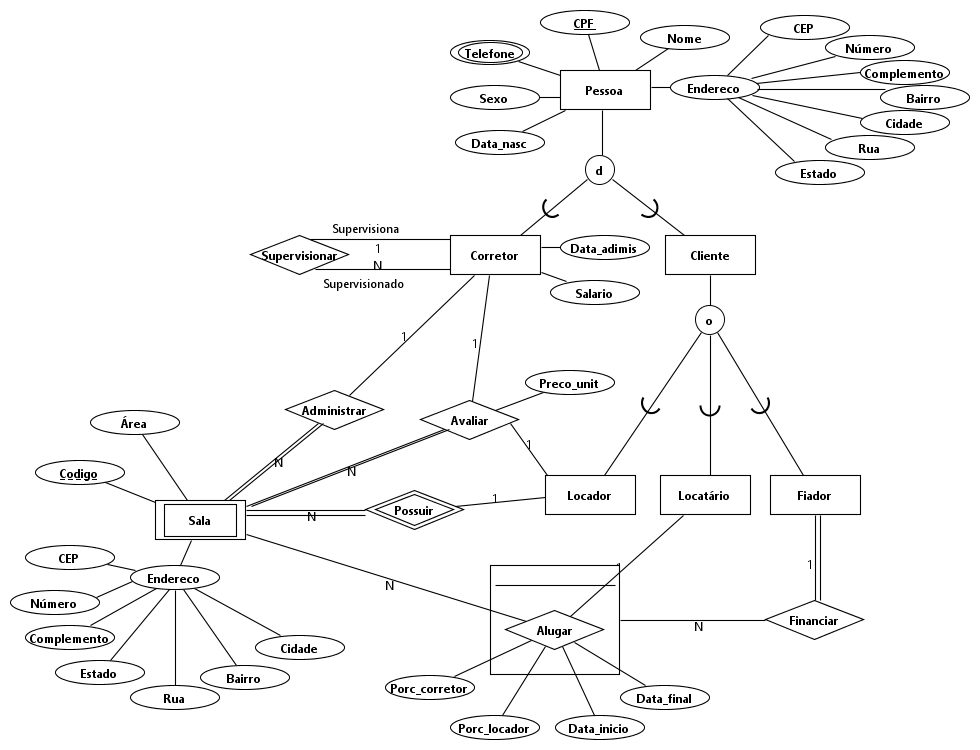 CPF
CEP
Nome
Número
Telefone
Complemento
Pessoa
Endereco
Sexo
Bairro
Cidade
Data_nasc
Rua
d
Estado
Supervisiona
1
Supervisionar
Corretor
Data_adimis
Cliente
N
Supervisionado
Salario
o
1
1
Preco_unit
Administrar
Avaliar
Área
1
N
N
Codigo
Locador
Locatário
Fiador
1
Possuir
N
Sala
CEP
1
1
Endereco
N
Número
Complemento
Alugar
N
Financiar
Cidade
Estado
Bairro
Rua
Porc_corretor
Data_final
Porc_locador
Data_inicio